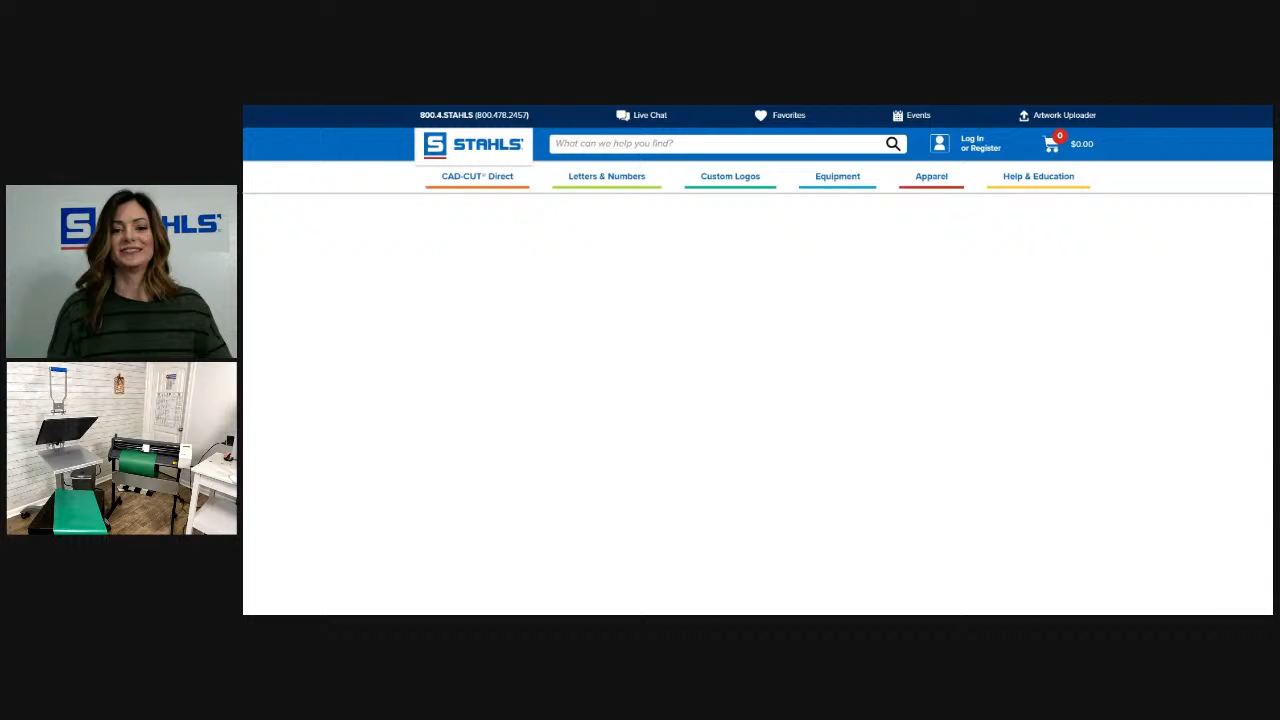 800.4.STAHLS (800.478.2457)
Live Chat
Favorites
Events
Artwork Uploader
S STAHLS'
What can we help you find?
Log In
or Register
0
$0.00
CAD-CUT® Direct
Letters & Numbers
Custom Logos
Equipment
Apparel
Help & Education
S HLS'